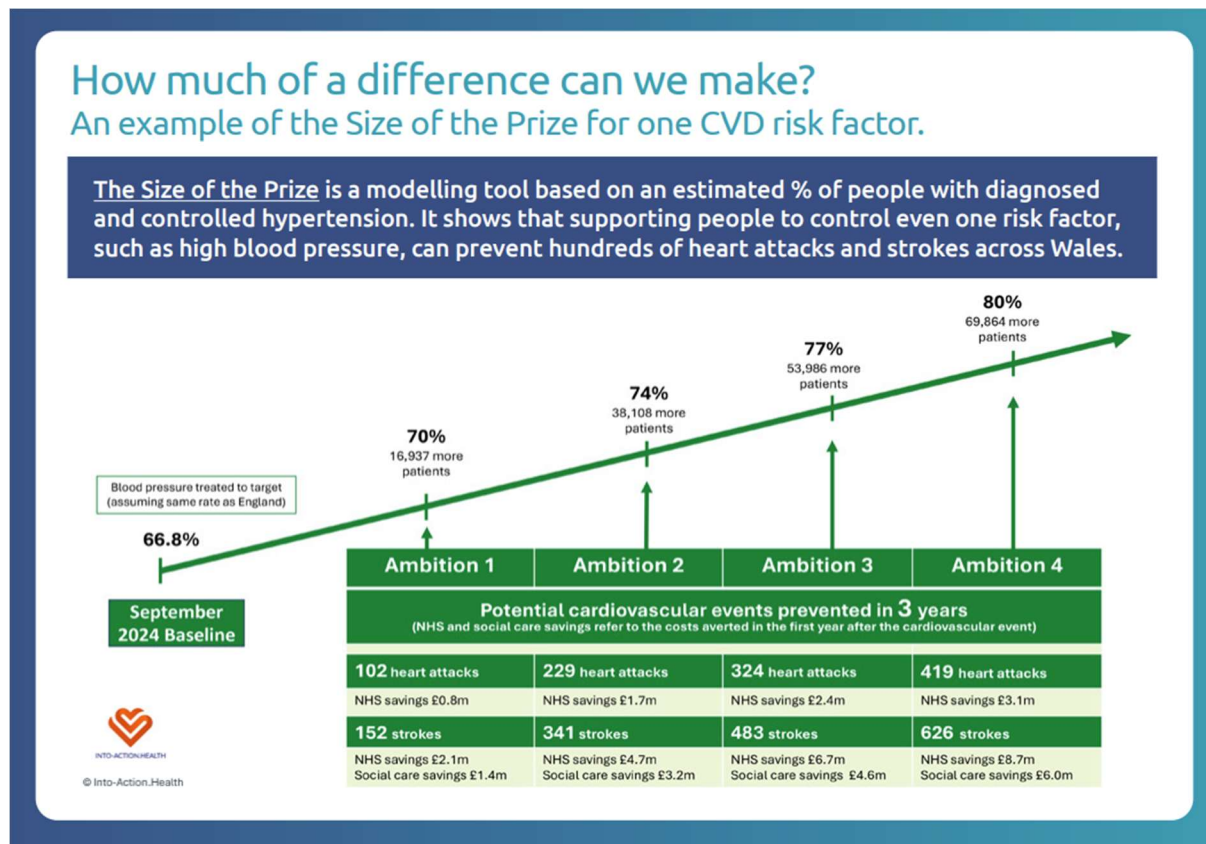 How much of a difference can we make?
An example of the Size of the Prize for one CVD risk factor.
The Size of the Prize is a modelling tool based on an estimated % of people with diagnosed
and controlled hypertension. It shows that supporting people to control even one risk factor,
such as high blood pressure, can prevent hundreds of heart attacks and strokes across Wales.
80%
69,864 more
patients
77%
53,986 more
patients
74%
38,108 more
patients
70%
16,937 more
patients
Blood pressure treated to target
(assuming same rate as England)
66.8%
September
2024 Baseline
Ambition 1 Ambition 2 Ambition 3 Ambition 4
Potential cardiovascular events prevented in 3 years
(NHS and social care savings refer to the costs averted in the first year after the cardiovascular event)
102 heart attacks 229 heart attacks 324 heart attacks 419 heart attacks
NHS savings £0.8m NHS savings £1.7m NHS savings £2.4m NHS savings £3.1m
152 strokes 341 strokes 483 strokes 626 strokes
NHS savings £2.1m NHS savings £4.7m NHS savings £6.7m NHS savings £8.7m
Social care savings £1.4m Social care savings £3.2m Social care savings £4.6m Social care savings £6.0m
INTO-ACTION.HEALTH
© Into-Action.Health